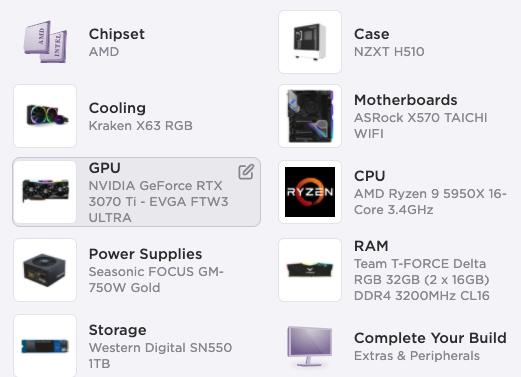 AMD
INTEL
Chipset
AMD
Case
NZXT H510
Cooling
Kraken X63 RGB
Motherboards
ASRock X570 TAICHI
WIFI
GPU
NVIDIA GeForce RTX
3070 Ti - EVGA FTW3
ULTRA
RYZEN
CPU
AMD Ryzen 9 5950X 16-
Core 3.4GHz
Power Supplies
Seasonic FOCUS GM-
750W Gold
RAM
Team T-FORCE Delta
RGB 32GB (2 x 16GB)
DDR4 3200MHz CL16
Storage
Western Digital SN550
1TB
Complete Your Build
Extras & Peripherals